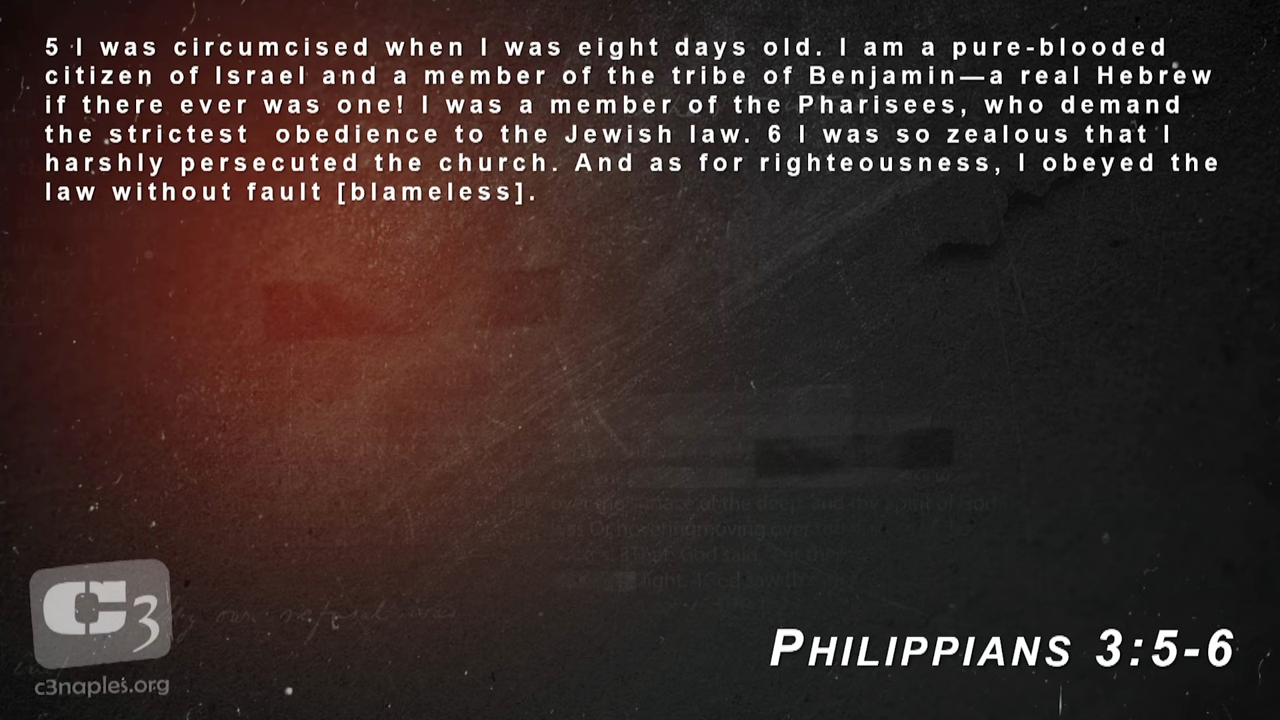 5 I was circumcised when I was eight days old. I am a pure-blooded
citizen of Israel and a member of the tribe of Benjamin—a real Hebrew
if there ever was one! I was a member of the Pharisees, who demand
the strictest  obedience to the Jewish law. 6 I was so zealous that I
harshly persecuted the church. And as for righteousness, I obeyed the
law without fault [blameless].
PHILIPPIANS 3:5-6
C3
c3naples.org